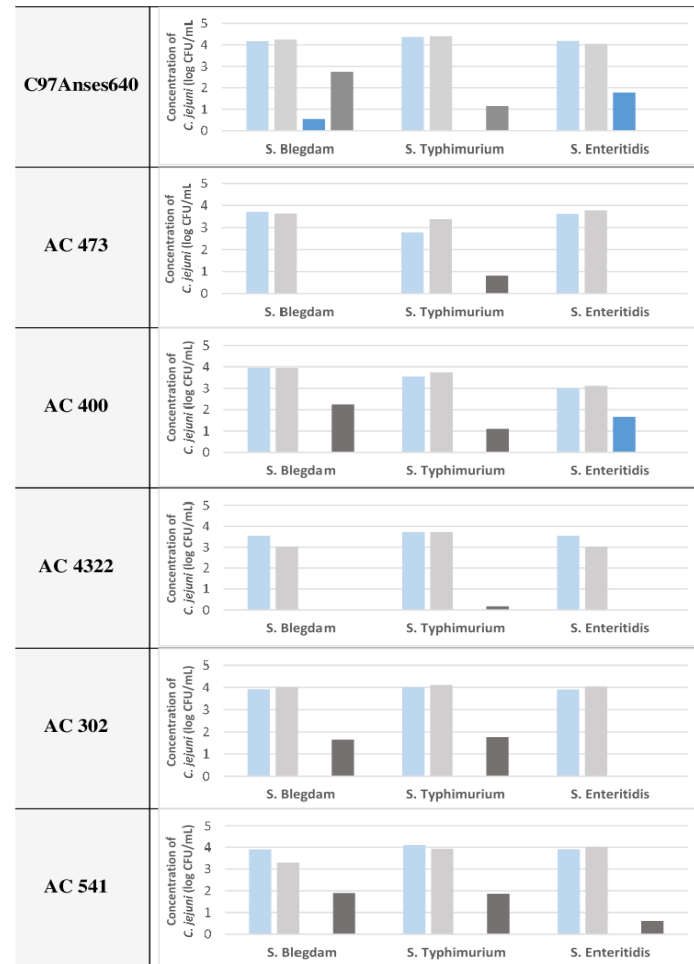 C97Anses640
Concentration of
C. jejuni (log CFU/mL
5
4
3
2
1
0
S. Blegdam S. Typhimurium S. Enteritidis
AC 473
Concentration of
C. jejuni (log CFU/mL
5
4
3
2
1
0
S. Blegdam S. Typhimurium S. Enteritidis
AC 400
Concentration of
C. jejuni (log CFU/mL)
5
4
3
2
1
0
S. Blegdam S. Typhimurium S. Enteritidis
AC 4322
Concentration of
C. jejuni (log CFU/mL)
5
4
3
2
1
0
S. Blegdam S. Typhimurium S. Enteritidis
AC 302
Concentration of
C. jejuni (log CFU/mL)
5
4
3
2
1
0
S. Blegdam S. Typhimurium S. Enteritidis
AC 541
Concentration of
C. jejuni (log CFU/mL)
5
4
3
2
1
0
S. Blegdam S. Typhimurium S. Enteritidis